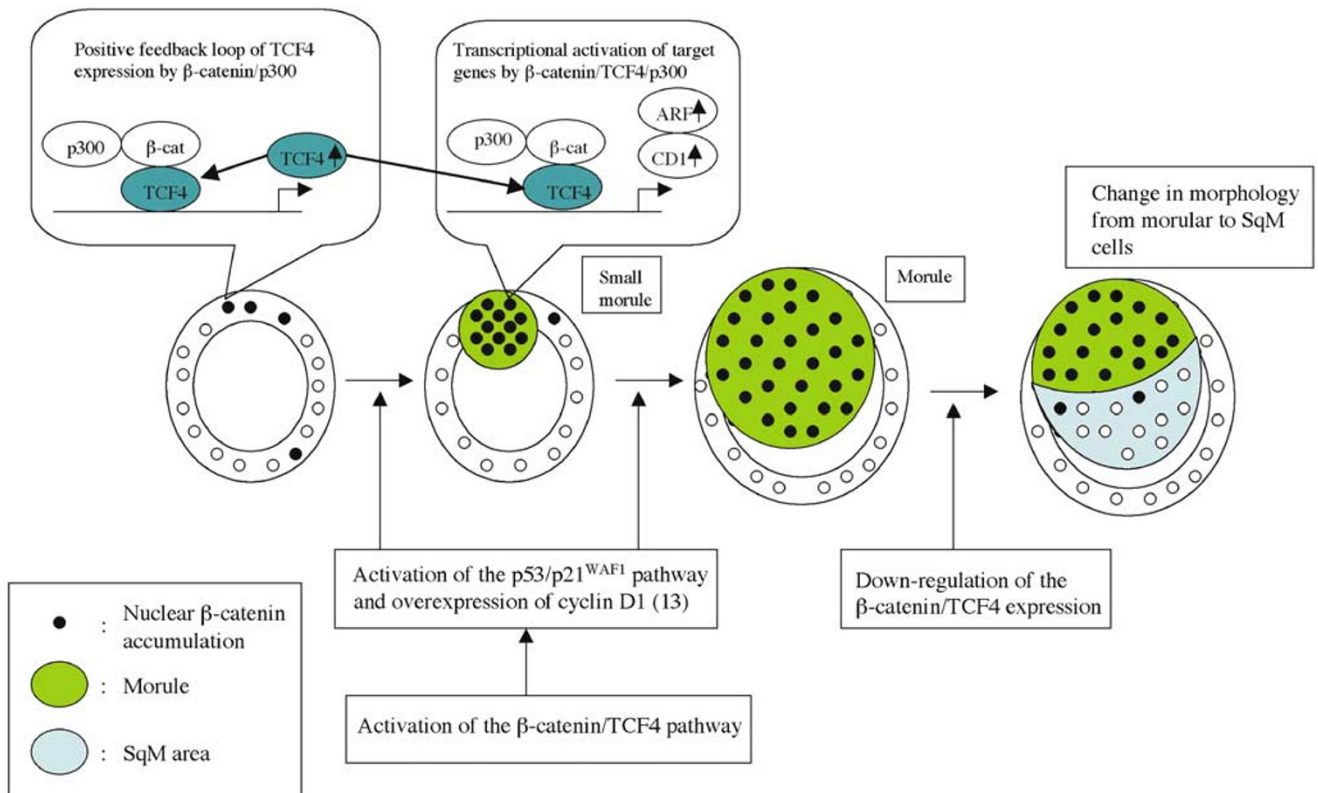 Positive feedback loop of TCF4
expression by β-catenin/p300
p300
β-cat
TCF4
TCF4
Transcriptional activation of target
genes by β-catenin/TCF4/p300
p300
β-cat
TCF4
ARF
CD1
Small
morule
Morule
Change in morphology
from morular to SqM
cells
Activation of the p53/p21WAF1 pathway
and overexpression of cyclin D1 (13)
Activation of the β-catenin/TCF4 pathway
Down-regulation of the
β-catenin/TCF4 expression
: Nuclear β-catenin
accumulation
: Morule
: SqM area